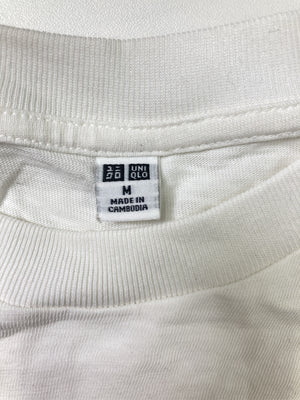 ユニ UNI
クロ QLO
M
MADE IN
CAMBODIA